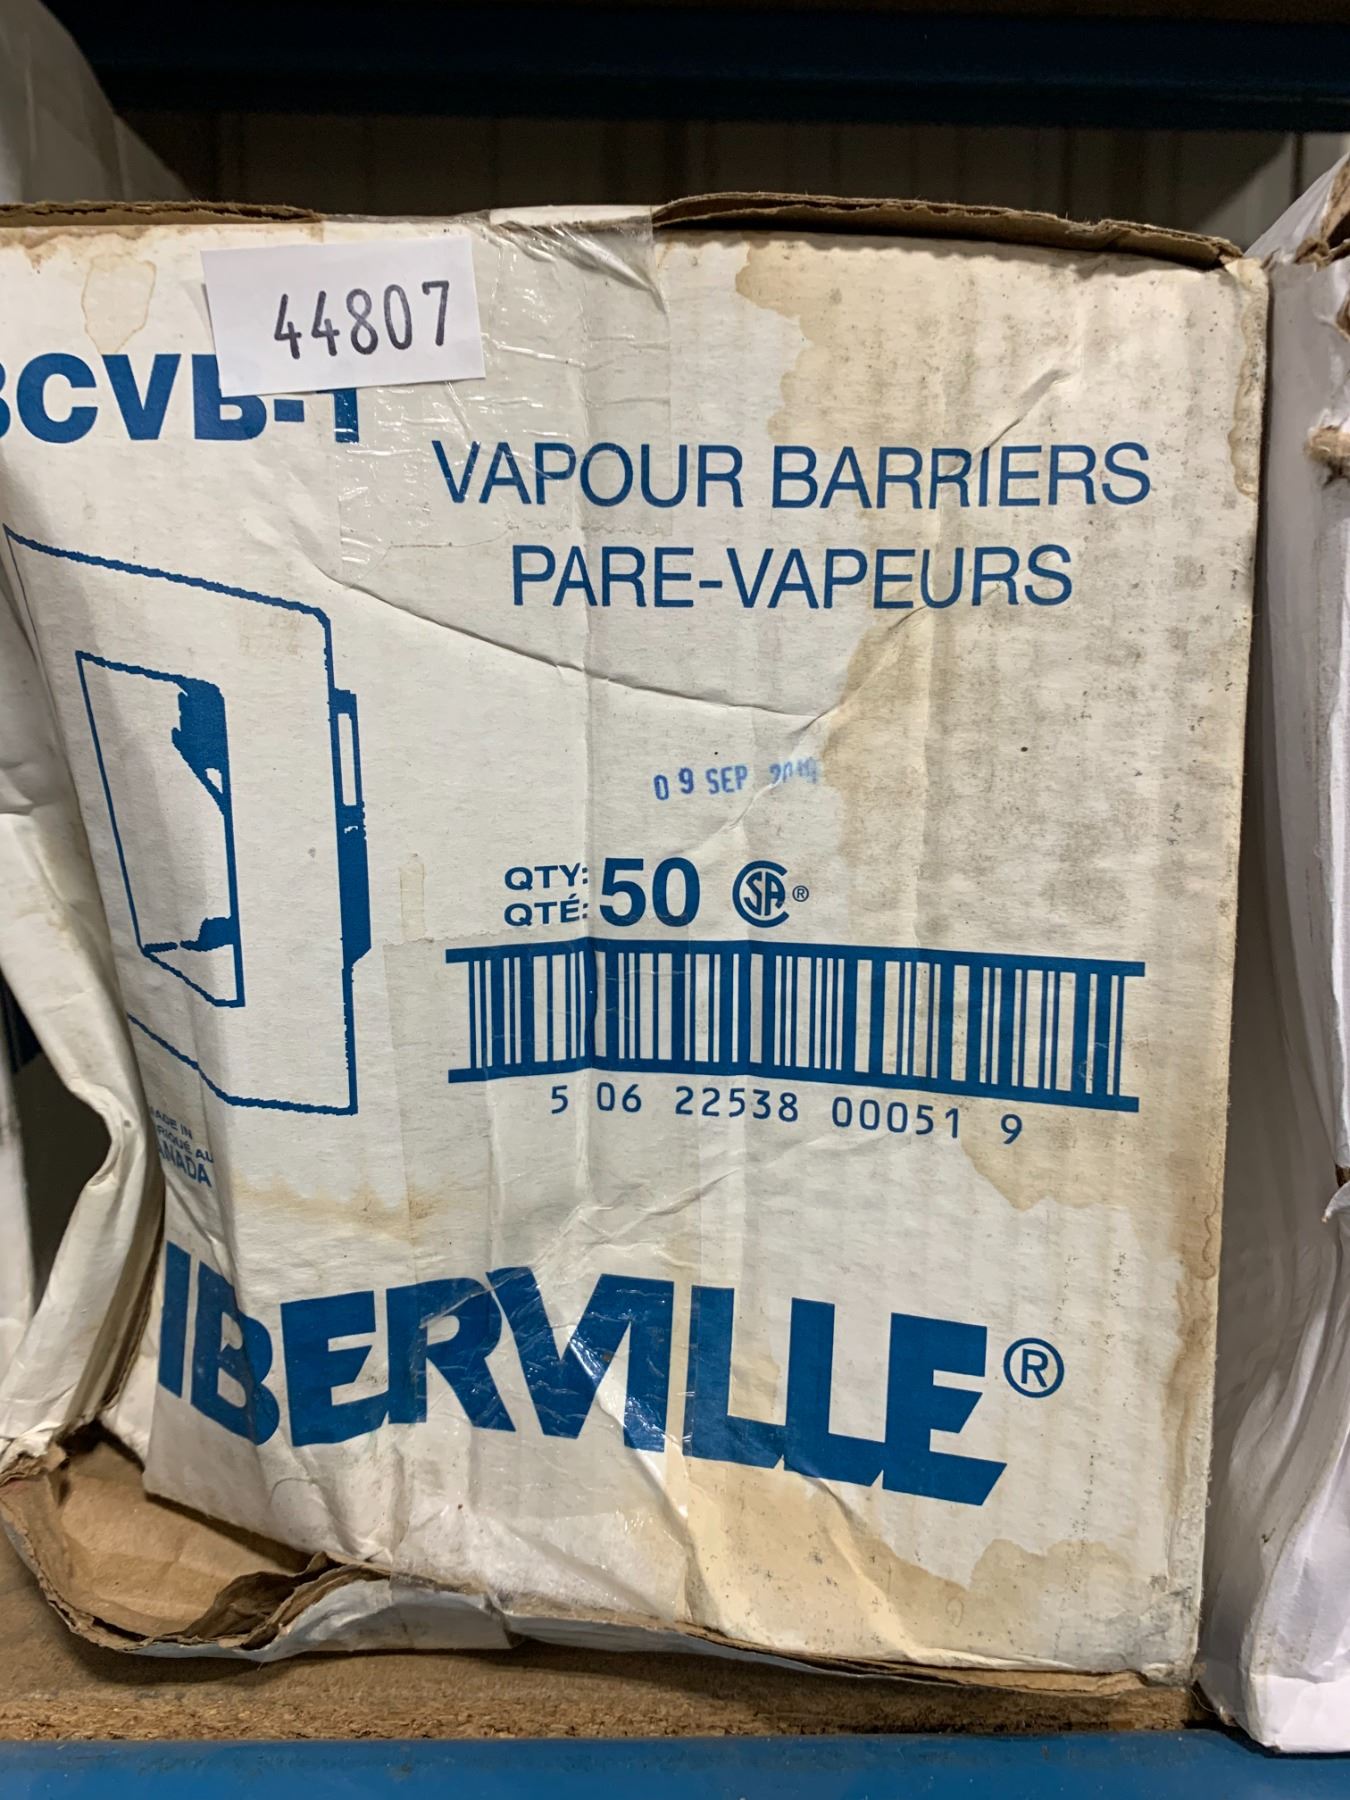 44807
BCVB-1
VAPOUR BARRIERS
PARE-VAPEURS
09 SEP
QTY:
QTÉ: 50 CSA®
5 06 22538 00051 9
MADE IN
CANADA
IBERVILLE®